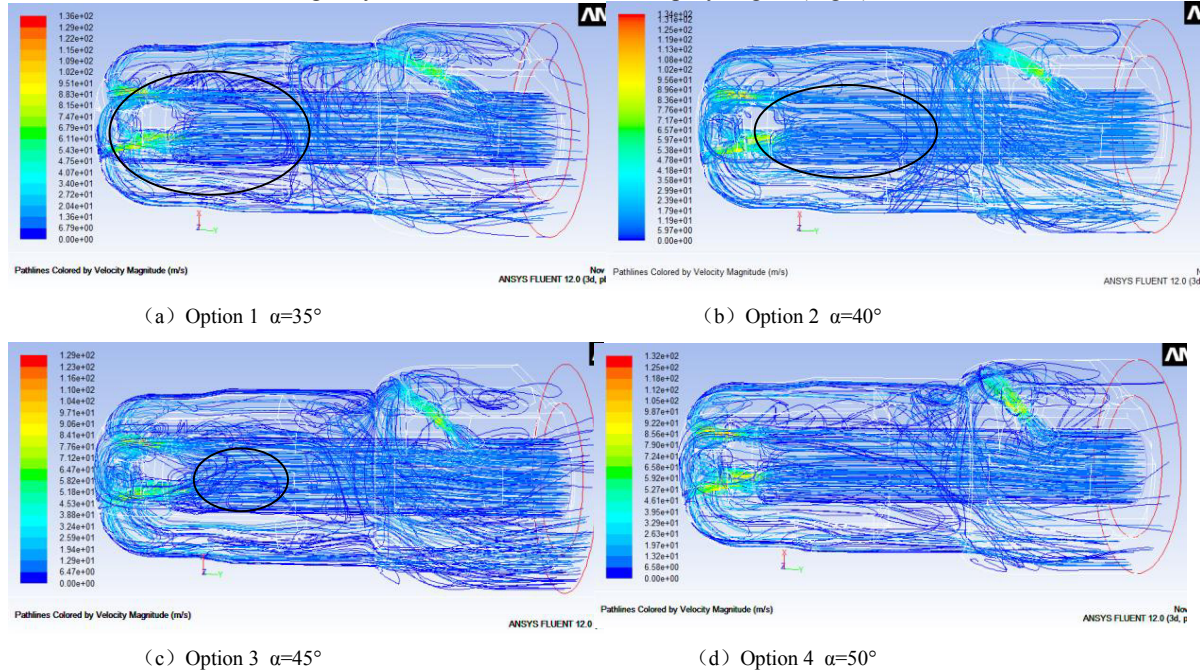 1.36e+02
1.29e+02
1.22e+02
1.15e+02
1.09e+02
1.02e+02
9.51e+01
8.83e+01
8.15e+01
7.47e+01
6.79e+01
6.11e+01
5.43e+01
4.75e+01
4.07e+01
3.40e+01
2.72e+01
2.04e+01
1.36e+01
6.79e+00
0.00e+00
AN
X
Z
Y
Pathlines Colored by Velocity Magnitude (m/s)
Nov
ANSYS FLUENT 12.0 (3d, pl
（a）Option 1 α=35°
1.34e+02
1.31e+02
1.19e+02
1.13e+02
1.08e+02
1.02e+02
9.56e+01
8.96e+01
8.36e+01
7.76e+01
7.17e+01
6.57e+01
5.97e+01
5.38e+01
4.78e+01
4.18e+01
3.58e+01
2.99e+01
2.39e+01
1.79e+01
1.19e+01
5.97e+00
0.00e+00
AN
X
Z
Y
Pathlines Colored by Velocity Magnitude (m/s)
N
ANSYS FLUENT 12.0 (3d
（b）Option 2 α=40°
1.29e+02
1.23e+02
1.16e+02
1.10e+02
1.04e+02
9.71e+01
9.06e+01
8.41e+01
7.76e+01
7.12e+01
6.47e+01
5.82e+01
5.18e+01
4.53e+01
3.88e+01
3.24e+01
2.59e+01
1.94e+01
1.29e+01
6.47e+00
0.00e+00
Z
Y
Pathlines Colored by Velocity Magnitude (m/s)
ANSYS FLUENT 12.0
（c）Option 3 α=45°
1.32e+02
1.25e+02
1.18e+02
1.12e+02
1.05e+02
9.87e+01
9.22e+01
8.56e+01
7.90e+01
7.24e+01
6.58e+01
5.92e+01
5.27e+01
4.61e+01
3.95e+01
3.29e+01
2.63e+01
1.97e+01
1.32e+01
6.58e+00
0.00e+00
AN
X
Z
Y
Pathlines Colored by Velocity Magnitude (m/s)
Nov
ANSYS FLUENT 12.0 (3d, p
（d）Option 4 α=50°